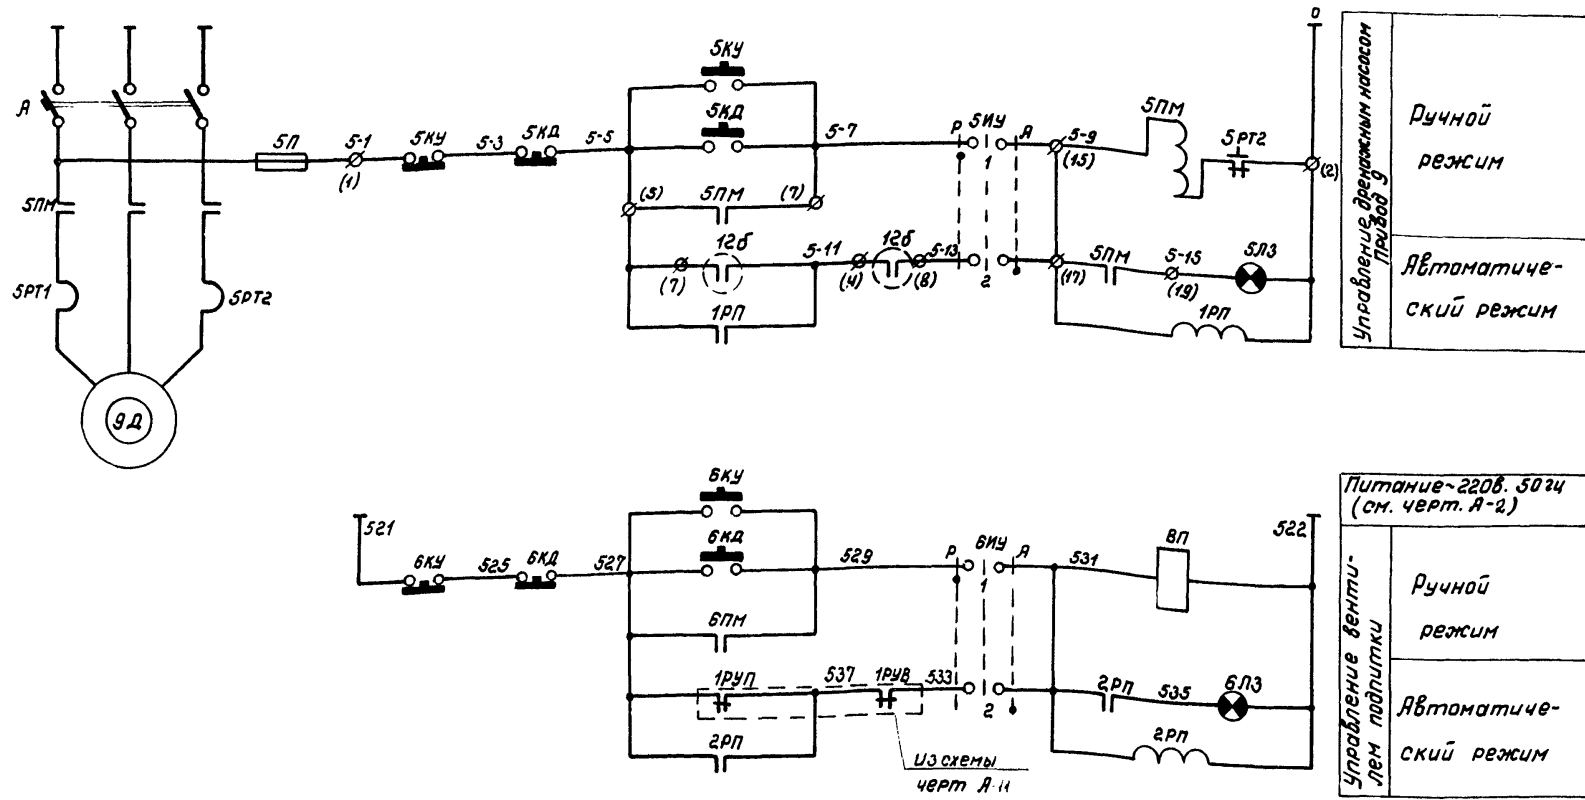 А
5ПМ
5РТ1
5РТ2
9Д
5П
5-1
(1)
5КУ
5-3
5КД
5-5
5КУ
5КД
5-7
(5)
5ПМ
(7)
12б
(7)
5-11
(4)
12б
(8)
5-13
1РП
Р
5ИУ
А
1
2
5-9
(15)
5ПМ
5РТ2
0
(2)
(17)
5ПМ
5-15
(19)
5ЛЗ
1РП
Управление дренажным насосом
Привод 9
Ручной
режим
Автоматиче-
ский режим
521
6КУ
525
6КД
527
6КУ
6КД
529
6ПМ
1РУП
537
1РУВ
533
2РП
Из схемы
черт А-11
Р
6ИУ
А
1
2
531
ВП
522
2РП
535
6ЛЗ
2РП
Питание~220в. 50гц
(см. черт. А-2)
Управление венти-
лем подпитки
Ручной
режим
Автоматиче-
ский режим